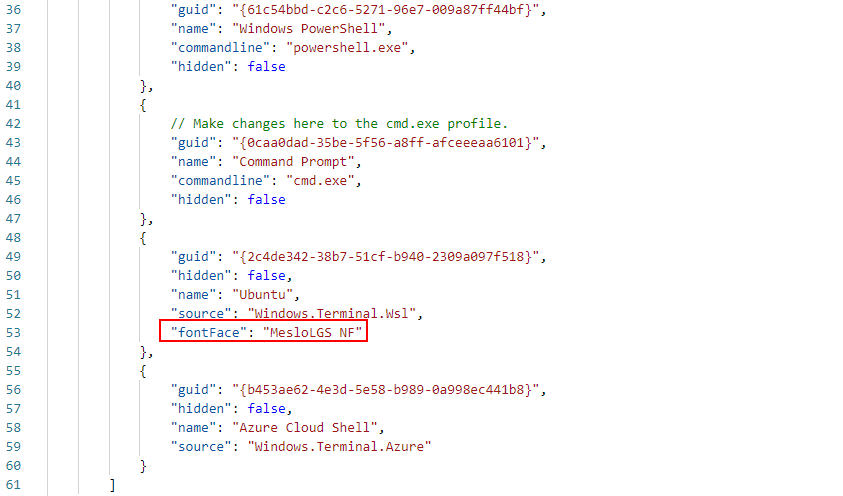 36 "guid": "{61c54bbd-c2c6-5271-96e7-009a87ff44bf}",
37 "name": "Windows PowerShell",
38 "commandline": "powershell.exe",
39 "hidden": false
40 },
41 {
42 // Make changes here to the cmd.exe profile.
43 "guid": "{0caa0dad-35be-5f56-a8ff-afceeeaa6101}",
44 "name": "Command Prompt",
45 "commandline": "cmd.exe",
46 "hidden": false
47 },
48 {
49 "guid": "{2c4de342-38b7-51cf-b940-2309a097f518}",
50 "hidden": false,
51 "name": "Ubuntu",
52 "source": "Windows.Terminal.Wsl",
53 "fontFace": "MesloLGS NF"
54 },
55 {
56 "guid": "{b453ae62-4e3d-5e58-b989-0a998ec441b8}",
57 "hidden": false,
58 "name": "Azure Cloud Shell",
59 "source": "Windows.Terminal.Azure"
60 }
61 ]